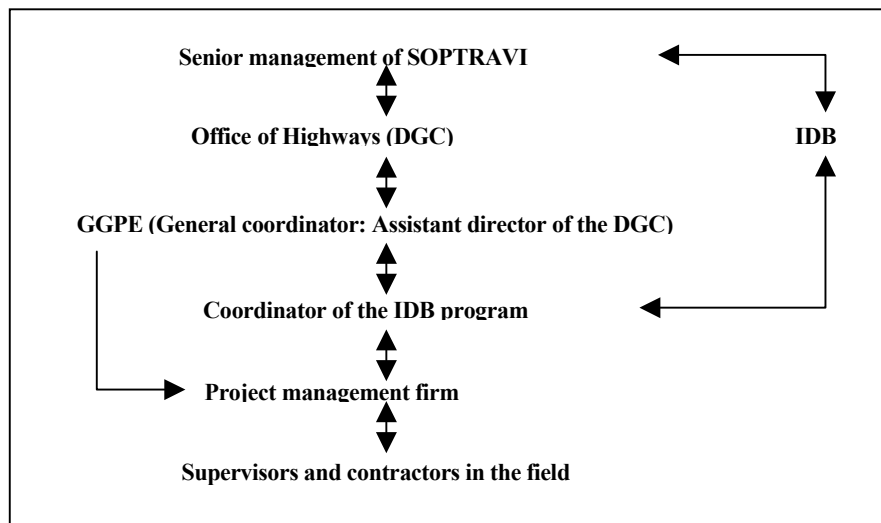 Senior management of SOPTRAVI
Office of Highways (DGC)
IDB
GGPE (General coordinator: Assistant director of the DGC)
Coordinator of the IDB program
Project management firm
Supervisors and contractors in the field